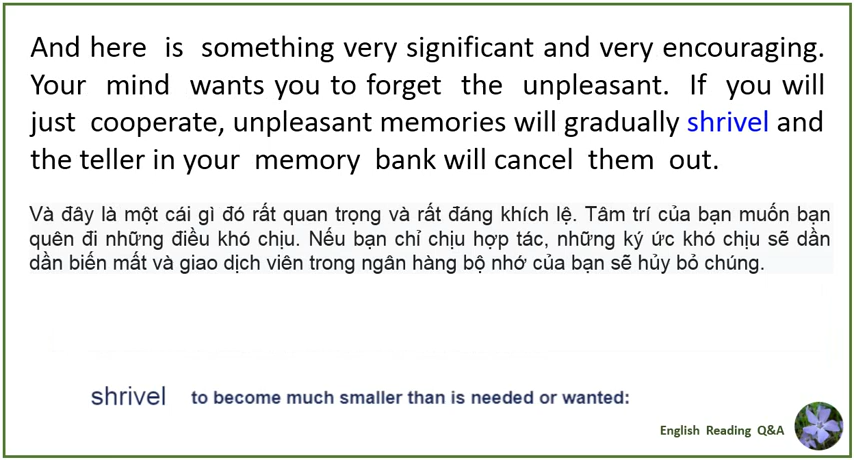 And here is something very significant and very encouraging.
Your mind wants you to forget the unpleasant. If you will
just cooperate, unpleasant memories will gradually shrivel and
the teller in your memory bank will cancel them out.
Và đây là một cái gì đó rất quan trọng và rất đáng khích lệ. Tâm trí của bạn muốn bạn
quên đi những điều khó chịu. Nếu bạn chỉ chịu hợp tác, những ký ức khó chịu sẽ dần
dần biến mất và giao dịch viên trong ngân hàng bộ nhớ của bạn sẽ hủy bỏ chúng.
shrivel to become much smaller than is needed or wanted:
English Reading Q&A